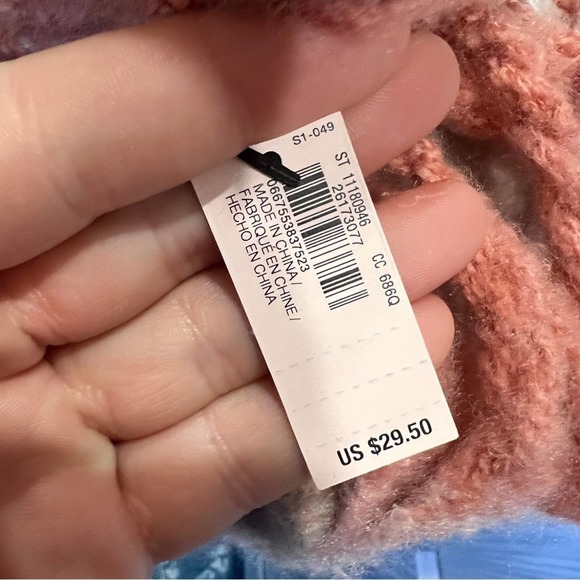 S1-049
ST 11180946
26173077
CC 686Q
0667553837523
MADE IN CHINA/
FABRIQUÉ EN CHINE/
HECHO EN CHINA
US $29.50